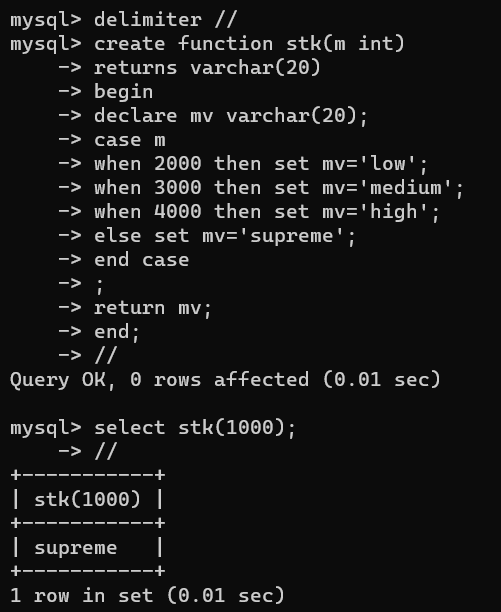 mysql> delimiter //
mysql> create function stk(m int)
    -> returns varchar(20)
    -> begin
    -> declare mv varchar(20);
    -> case m
    -> when 2000 then set mv='low';
    -> when 3000 then set mv='medium';
    -> when 4000 then set mv='high';
    -> else set mv='supreme';
    -> end case
    -> ;
    -> return mv;
    -> end;
    -> //
Query OK, 0 rows affected (0.01 sec)

mysql> select stk(1000);
    -> //
+-----------+
| stk(1000) |
+-----------+
| supreme   |
+-----------+
1 row in set (0.01 sec)